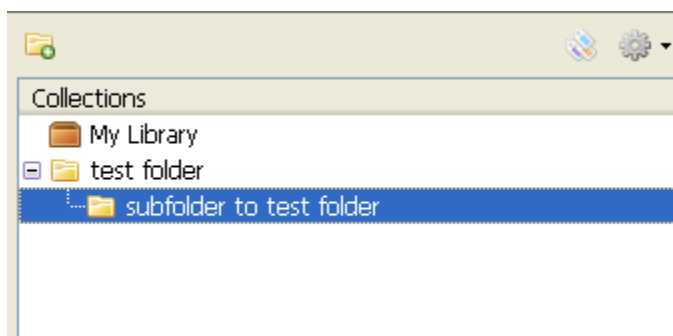 Collections
My Library
test folder
subfolder to test folder